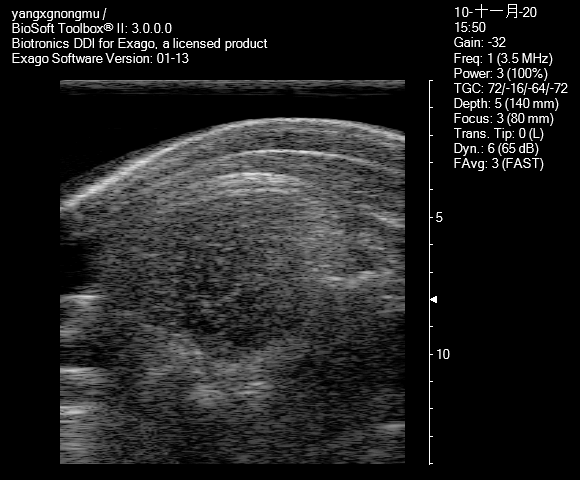 yangxgnongmu /
BioSoft Toolbox® II: 3.0.0.0
Biotronics DDI for Exago, a licensed product
Exago Software Version: 01-13
10-十一月-20
15:50
Gain: -32
Freq: 1 (3.5 MHz)
Power: 3 (100%)
TGC: 72/-16/-64/-72
Depth: 5 (140 mm)
Focus: 3 (80 mm)
Trans. Tip: 0 (L)
Dyn.: 6 (65 dB)
FAvg: 3 (FAST)
5
10